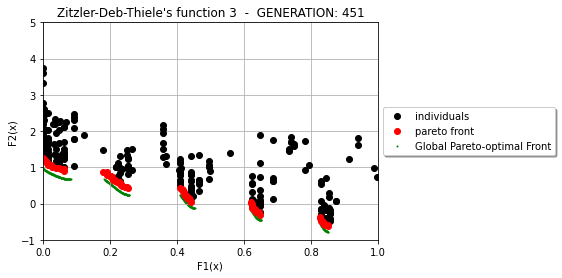 Zitzler-Deb-Thiele's function 3 - GENERATION: 451
5
4
3
2
1
0
−1
F2(x)
0.0 0.2 0.4 0.6 0.8 1.0
F1(x)
individuals
pareto front
Global Pareto-optimal Front